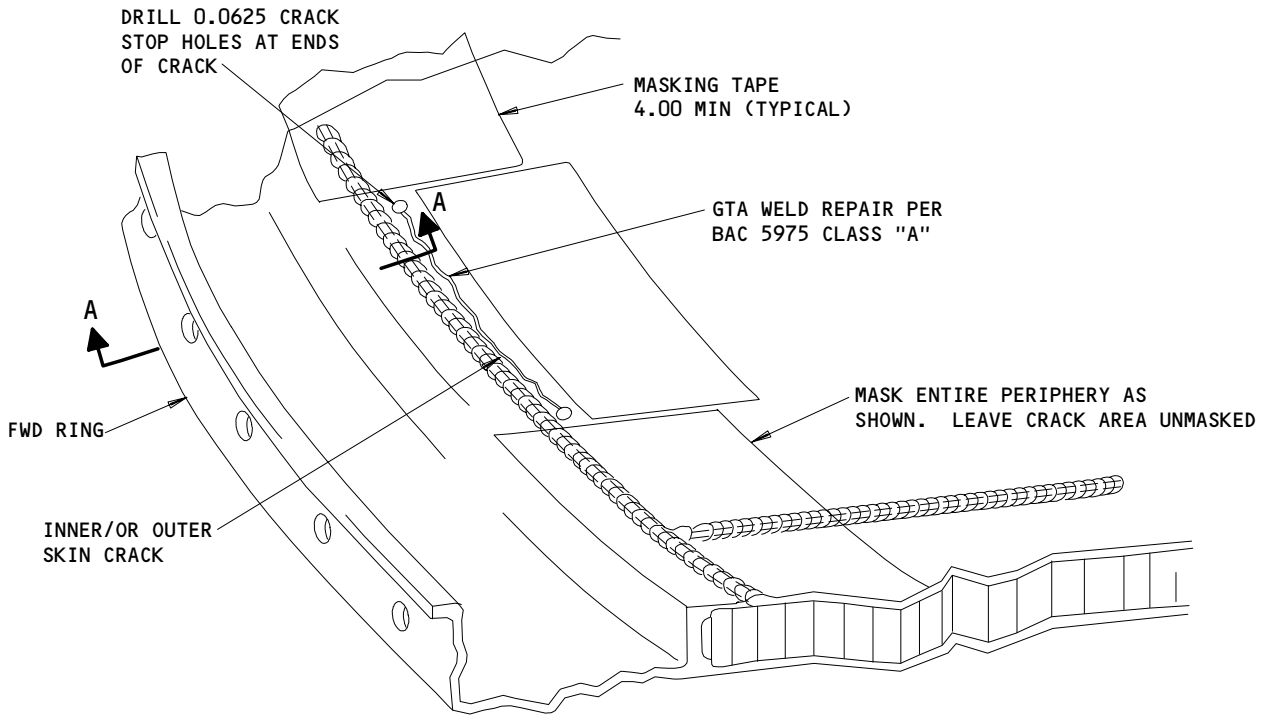 DRILL 0.0625 CRACK
STOP HOLES AT ENDS
OF CRACK
MASKING TAPE
4.00 MIN (TYPICAL)
A
GTA WELD REPAIR PER
BAC 5975 CLASS "A"
A
MASK ENTIRE PERIPHERY AS
SHOWN. LEAVE CRACK AREA UNMASKED
FWD RING
INNER/OR OUTER
SKIN CRACK